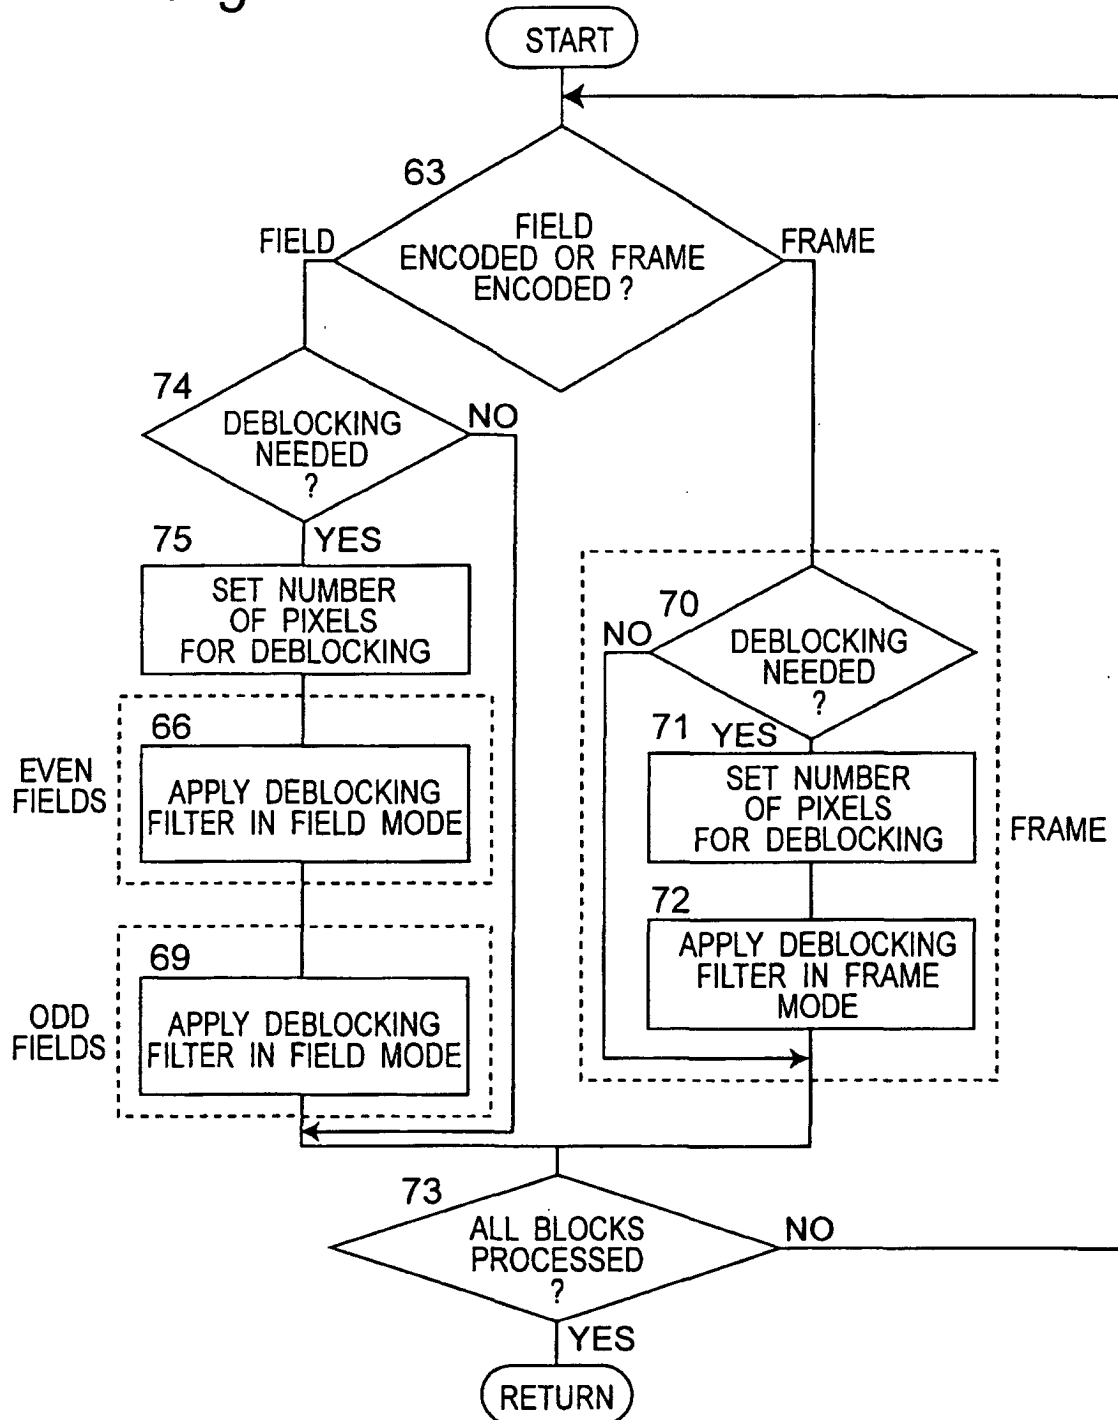 START
63
FIELD
ENCODED OR FRAME
ENCODED ?
FIELD
FRAME
74
DEBLOCKING
NEEDED
?
NO
YES
75
SET NUMBER
OF PIXELS
FOR DEBLOCKING
EVEN
FIELDS
66
APPLY DEBLOCKING
FILTER IN FIELD MODE
ODD
FIELDS
69
APPLY DEBLOCKING
FILTER IN FIELD MODE
70
NO
DEBLOCKING
NEEDED
?
71
YES
SET NUMBER
OF PIXELS
FOR DEBLOCKING
FRAME
72
APPLY DEBLOCKING
FILTER IN FRAME
MODE
73
ALL BLOCKS
PROCESSED
?
NO
YES
RETURN